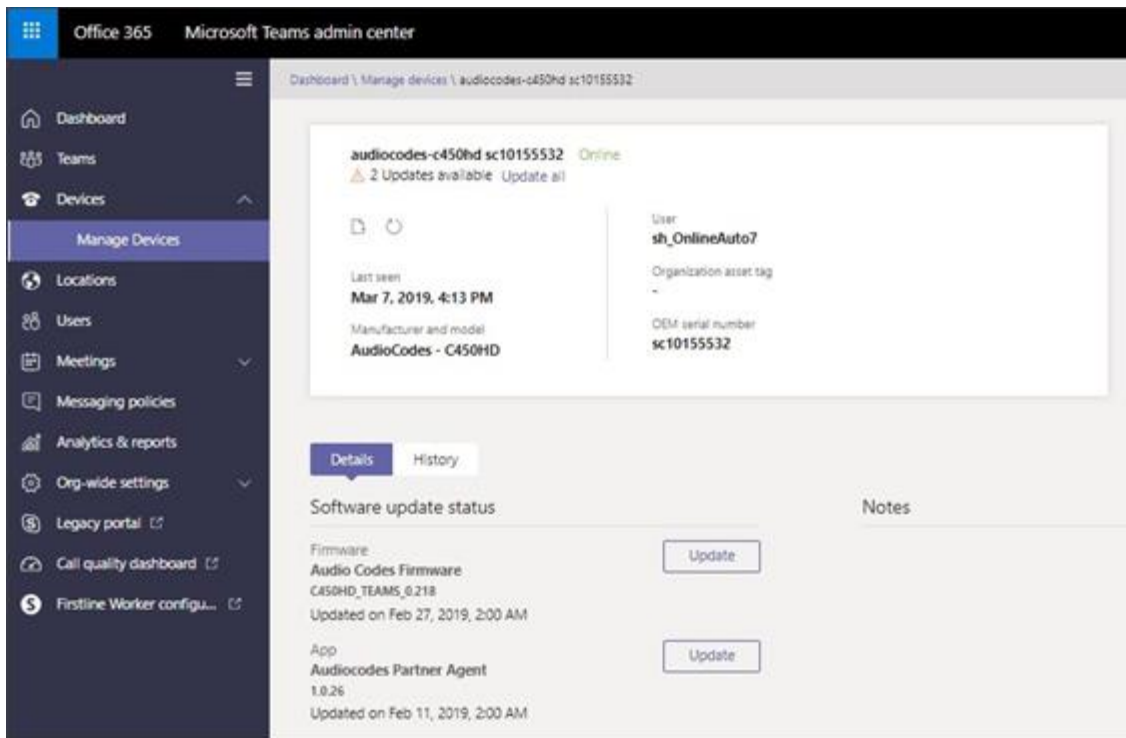 Office 365 Microsoft Teams admin center
Dashboard \ Manage devices \ audiocodes-c450hd sc10155532
Dashboard
Teams
Devices
Manage Devices
Locations
Users
Meetings
Messaging policies
Analytics & reports
Org-wide settings
Legacy portal
Call quality dashboard
Firstline Worker configu...
audiocodes-c450hd sc10155532 Online
2 Updates available Update all
Last seen
Mar 7, 2019, 4:13 PM
Manufacturer and model
AudioCodes - C450HD
User
sh_OnlineAuto7
Organization asset tag
-
OEM serial number
sc10155532
Details History
Software update status
Firmware
Audio Codes Firmware
C450HD_TEAMS_0.218
Updated on Feb 27, 2019, 2:00 AM
Update
App
Audiocodes Partner Agent
1.0.26
Updated on Feb 11, 2019, 2:00 AM
Update
Notes